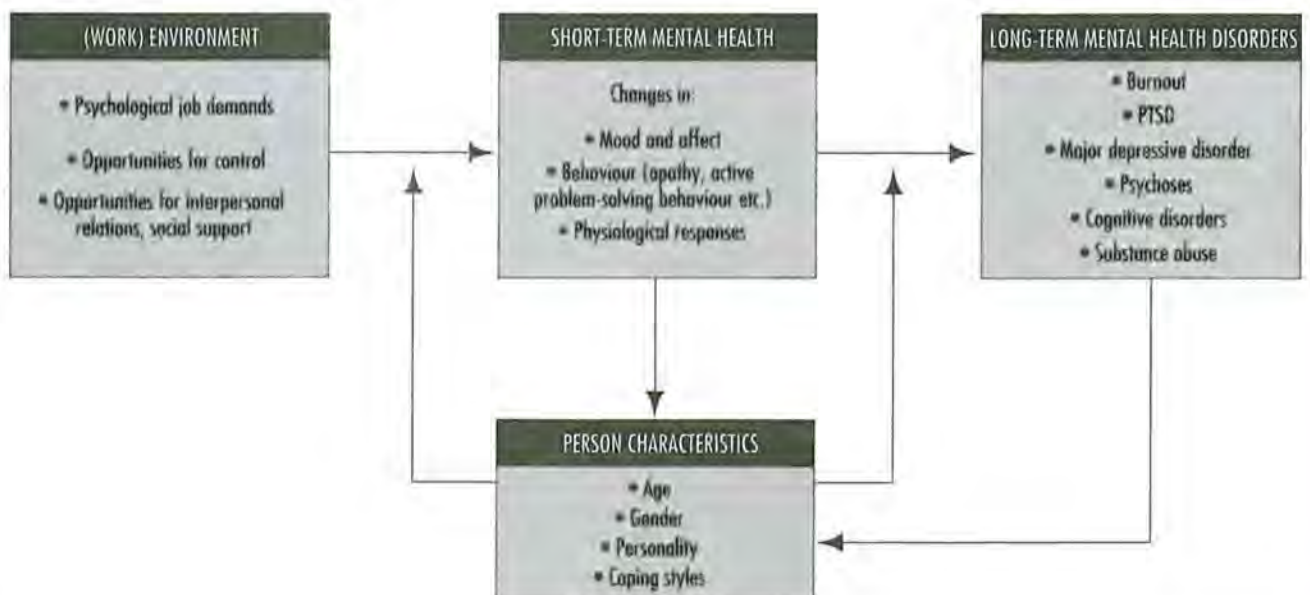 (WORK) ENVIRONMENT
• Psychological job demands
• Opportunities for control
• Opportunities for interpersonal
relations, social support
SHORT-TERM MENTAL HEALTH
Changes in:
• Mood and affect
• Behaviour (apathy, active
problem-solving behaviour etc.)
• Physiological responses
LONG-TERM MENTAL HEALTH DISORDERS
• Burnout
• PTSD
• Major depressive disorder
• Psychoses
• Cognitive disorders
• Substance abuse
PERSON CHARACTERISTICS
• Age
• Gender
• Personality
• Coping styles